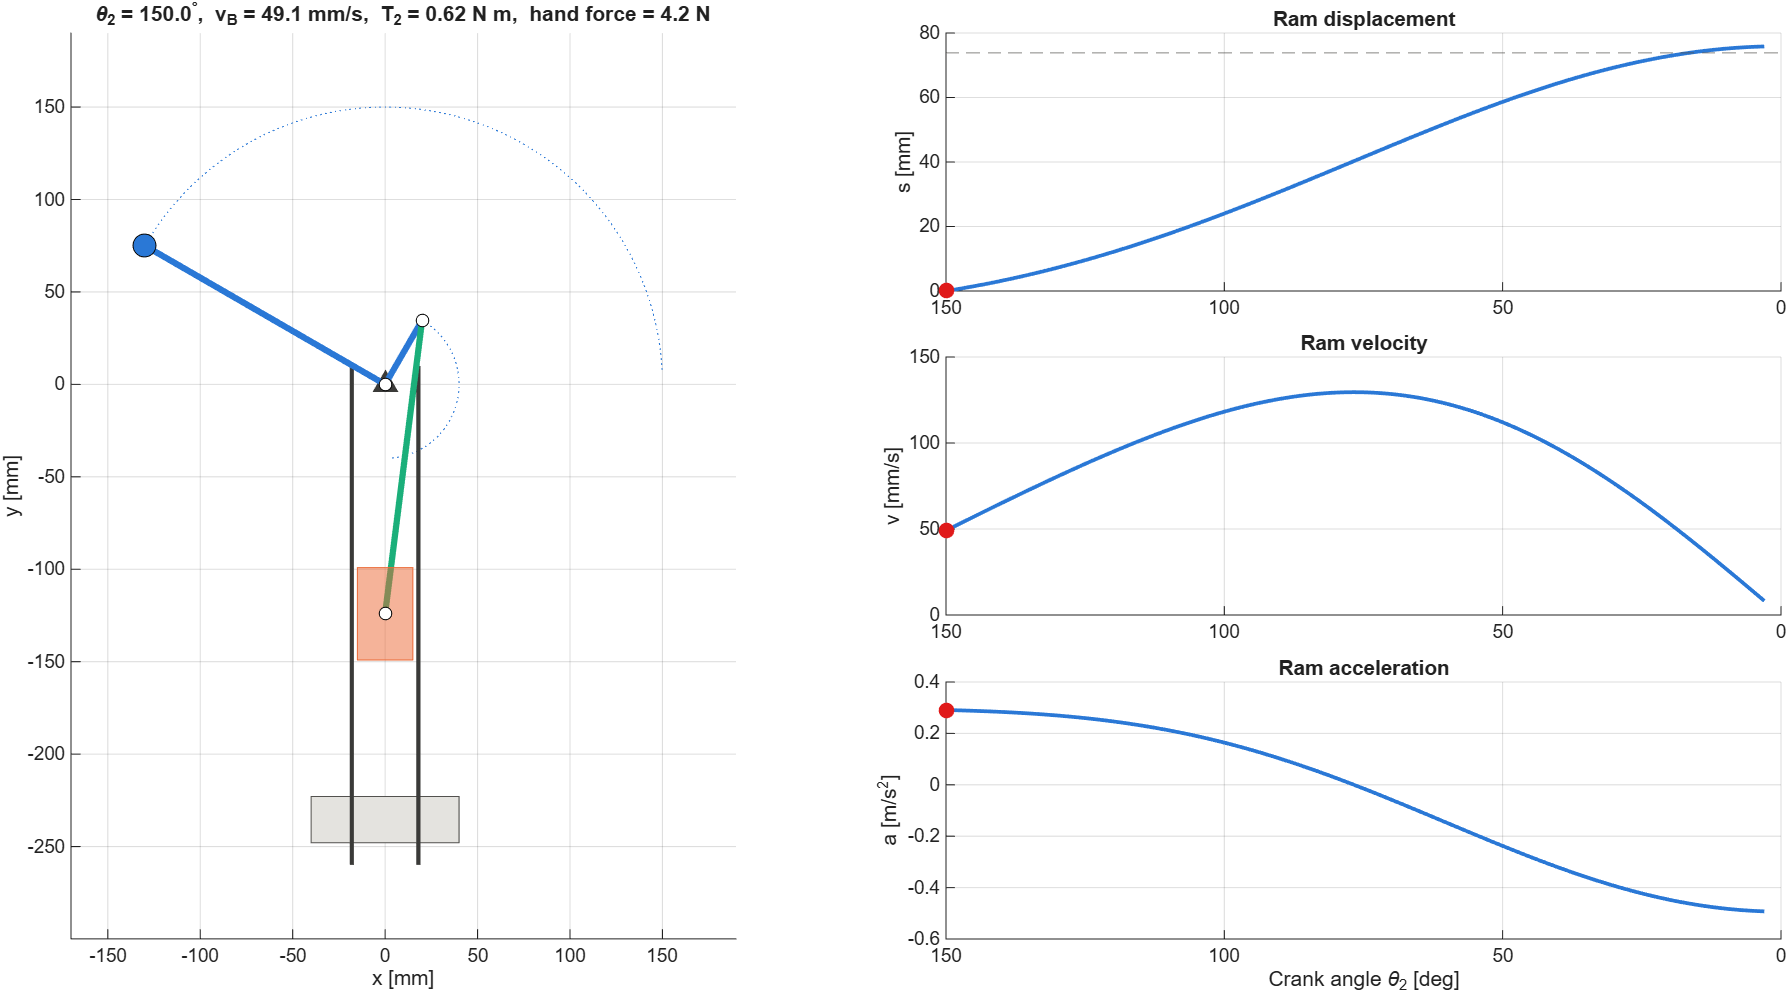 θ₂ = 150.0°, v_B = 49.1 mm/s, T₂ = 0.62 N m, hand force = 4.2 N
150
100
50
0
-50
-100
-150
-200
-250
y [mm]
-150 -100 -50 0 50 100 150
x [mm]
Ram displacement
80
60
40
20
0
s [mm]
150 100 50 0
Ram velocity
150
100
50
0
v [mm/s]
150 100 50 0
Ram acceleration
0.4
0.2
0
-0.2
-0.4
-0.6
a [m/s²]
150 100 50 0
Crank angle θ₂ [deg]